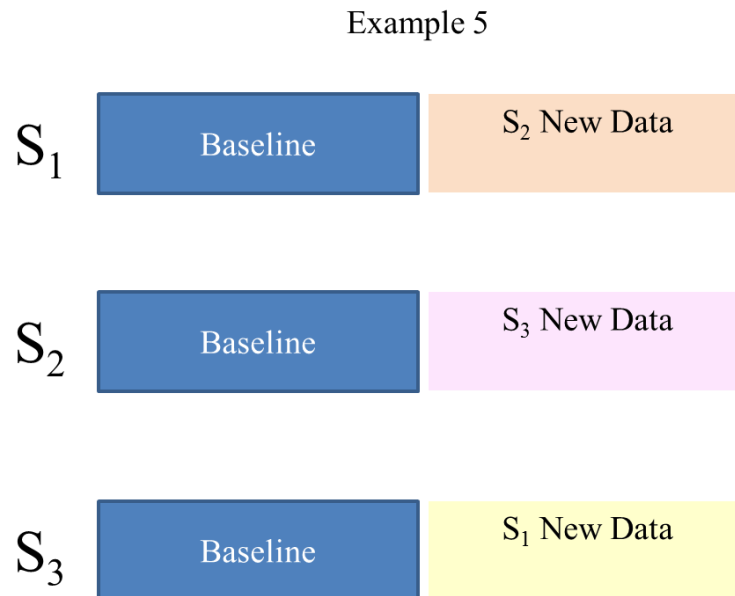 Example 5
S₁ Baseline S₂ New Data
S₂ Baseline S₃ New Data
S₃ Baseline S₁ New Data